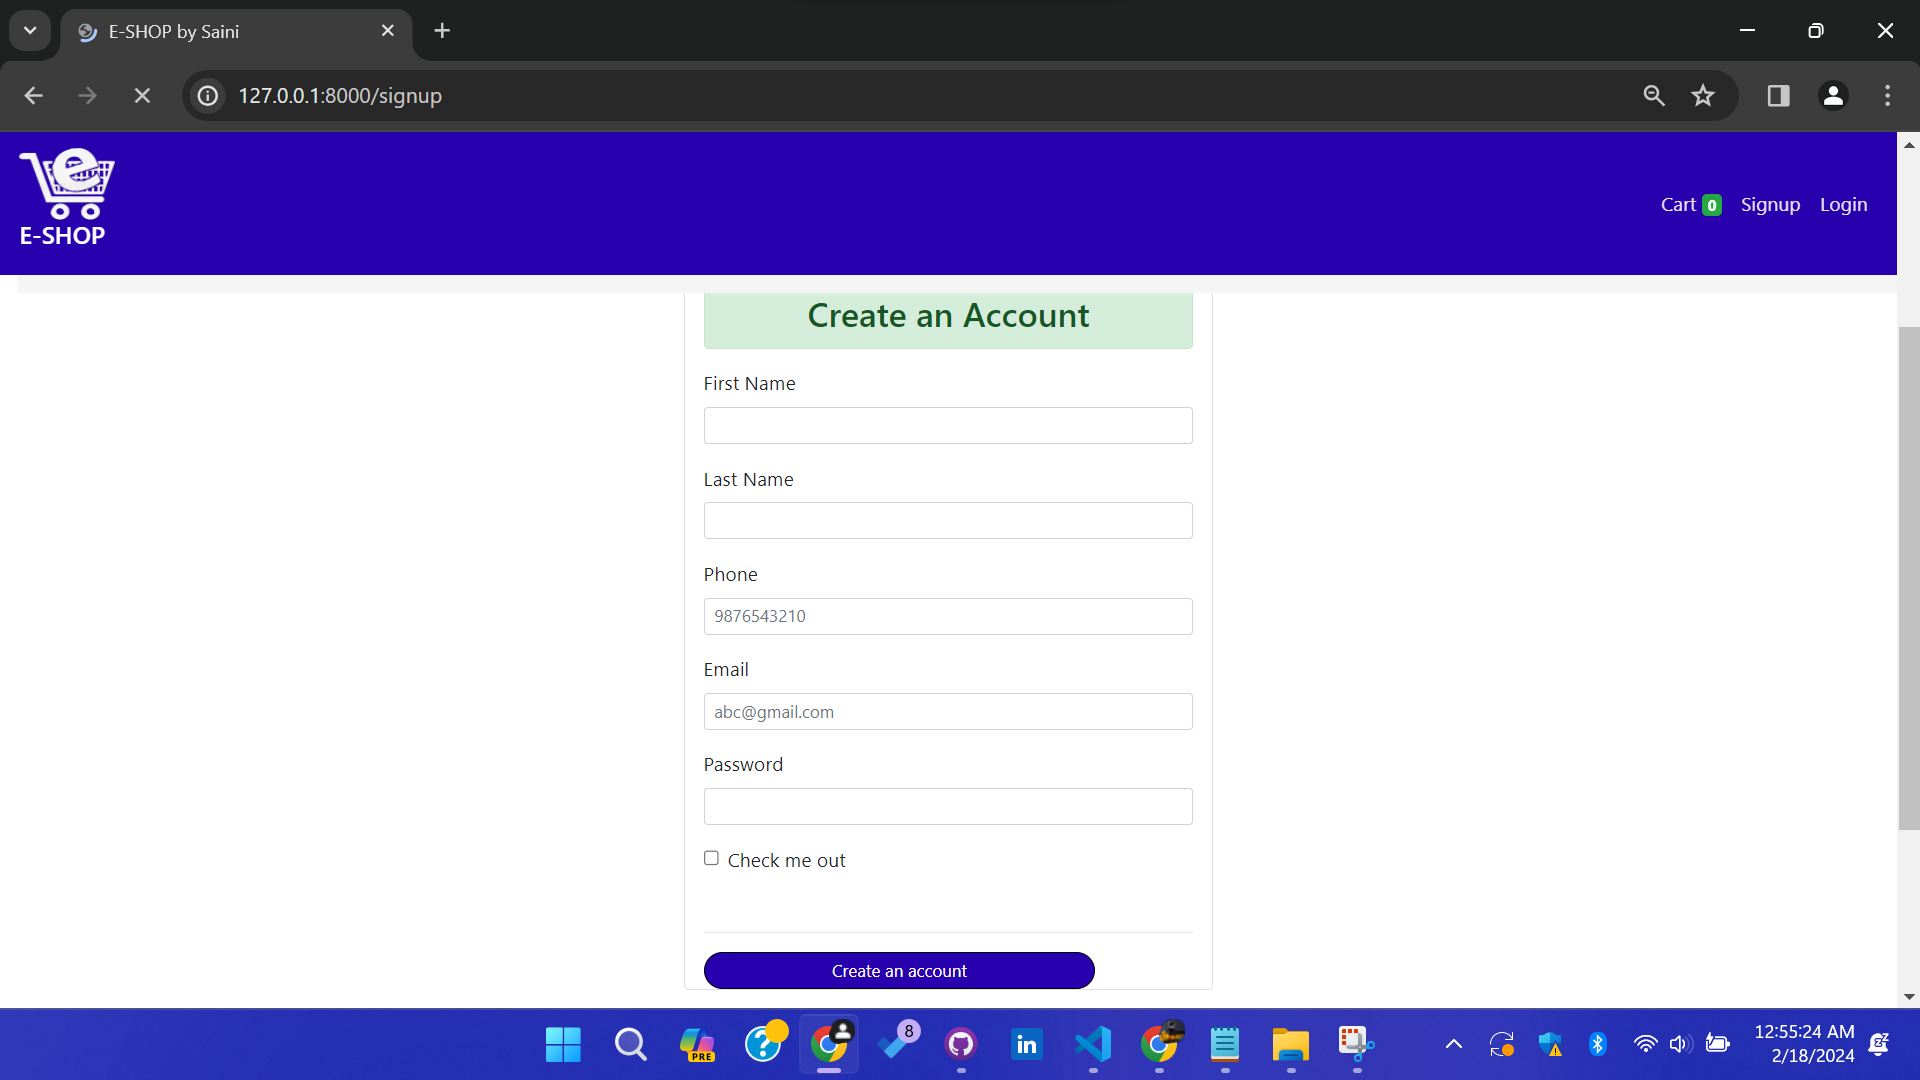 E-SHOP by Saini
127.0.0.1:8000/signup
e
E-SHOP
Cart 0 Signup Login
Create an Account
First Name
Last Name
Phone
9876543210
Email
abc@gmail.com
Password
Check me out
Create an account
PRE
?
8
in
12:55:24 AM
2/18/2024